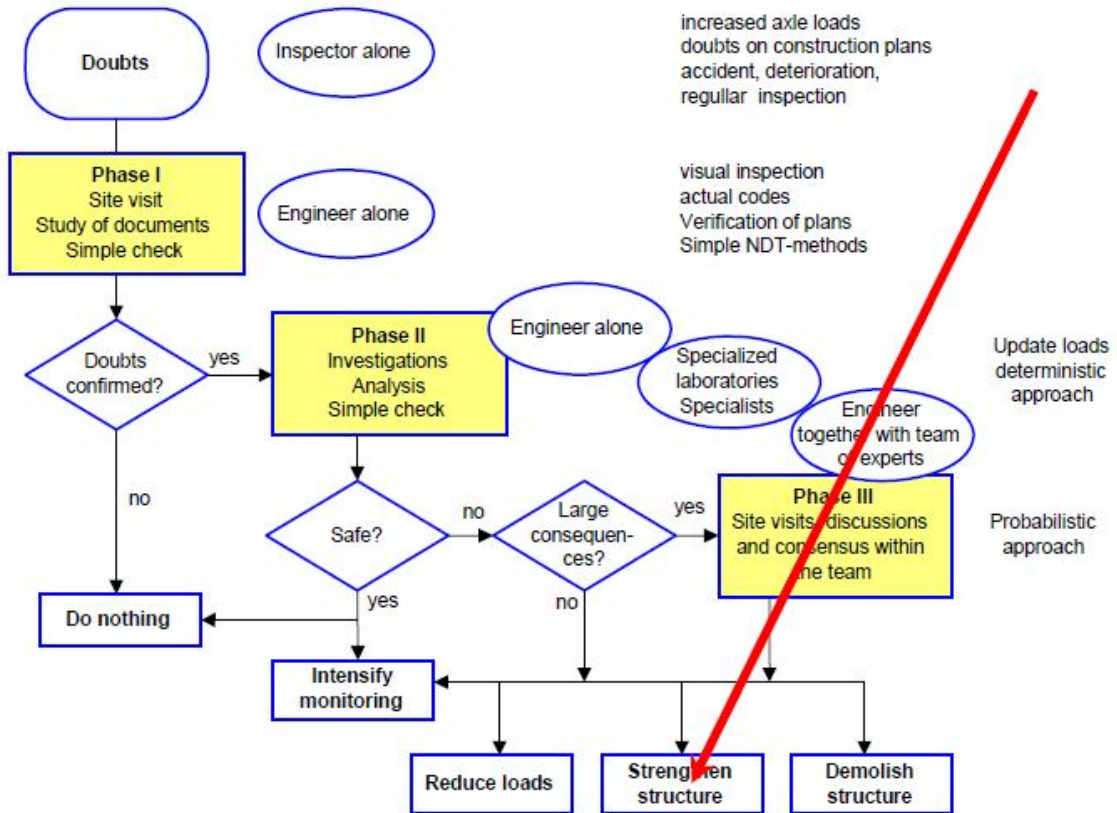 Doubts
Inspector alone
increased axle loads
doubts on construction plans
accident, deterioration,
regullar inspection
Phase I
Site visit
Study of documents
Simple check
Engineer alone
visual inspection
actual codes
Verification of plans
Simple NDT-methods
Doubts
confirmed?
yes
no
Phase II
Investigations
Analysis
Simple check
Engineer alone
Specialized
laboratories
Specialists
Engineer
together with team
of experts
Update loads
deterministic
approach
Safe?
no
yes
Large
consequen-
ces?
yes
no
Phase III
Site visits, discussions
and consensus within
the team
Probabilistic
approach
Do nothing
Intensify
monitoring
Reduce loads
Strengthen
structure
Demolish
structure